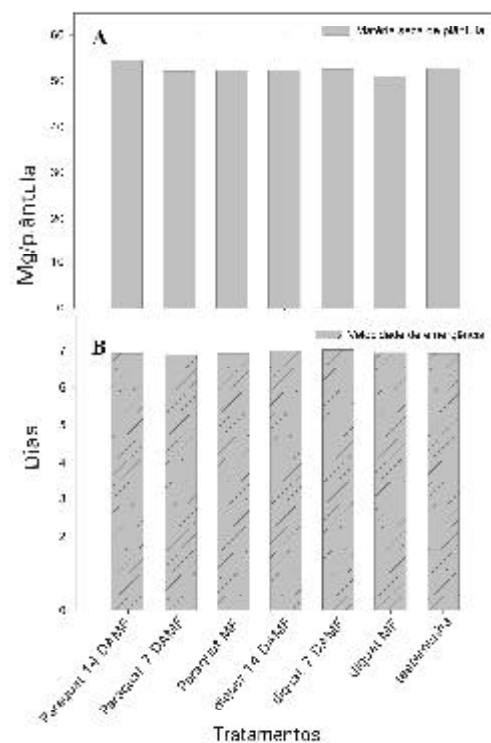 A
Matéria seca de plântula
60
50
40
30
20
10
0
Mg/plântula
B
Velocidade de emergência
7
6
5
4
3
2
0
Dias
Paraquat 14 DAMF
Paraquat 7 DAMF
Paraquat MF
diquat 14 DAMF
diquat 7 DAMF
diquat MF
testemunha
Tratamentos